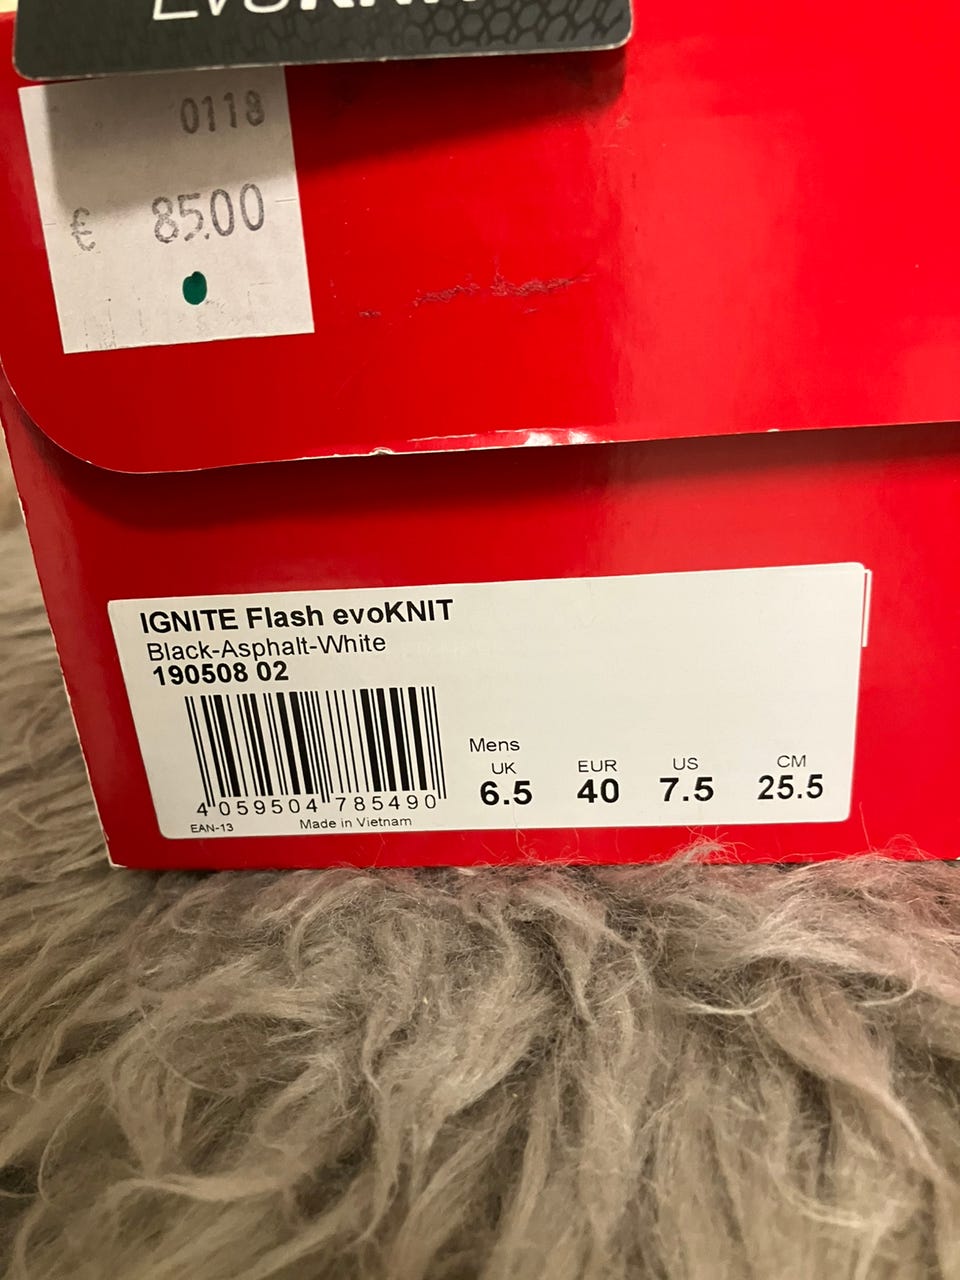 evoKNIT
0118
€ 85.00
IGNITE Flash evoKNIT
Black-Asphalt-White
190508 02
4 059504 785490
EAN-13
Made in Vietnam
Mens
UK EUR US CM
6.5 40 7.5 25.5